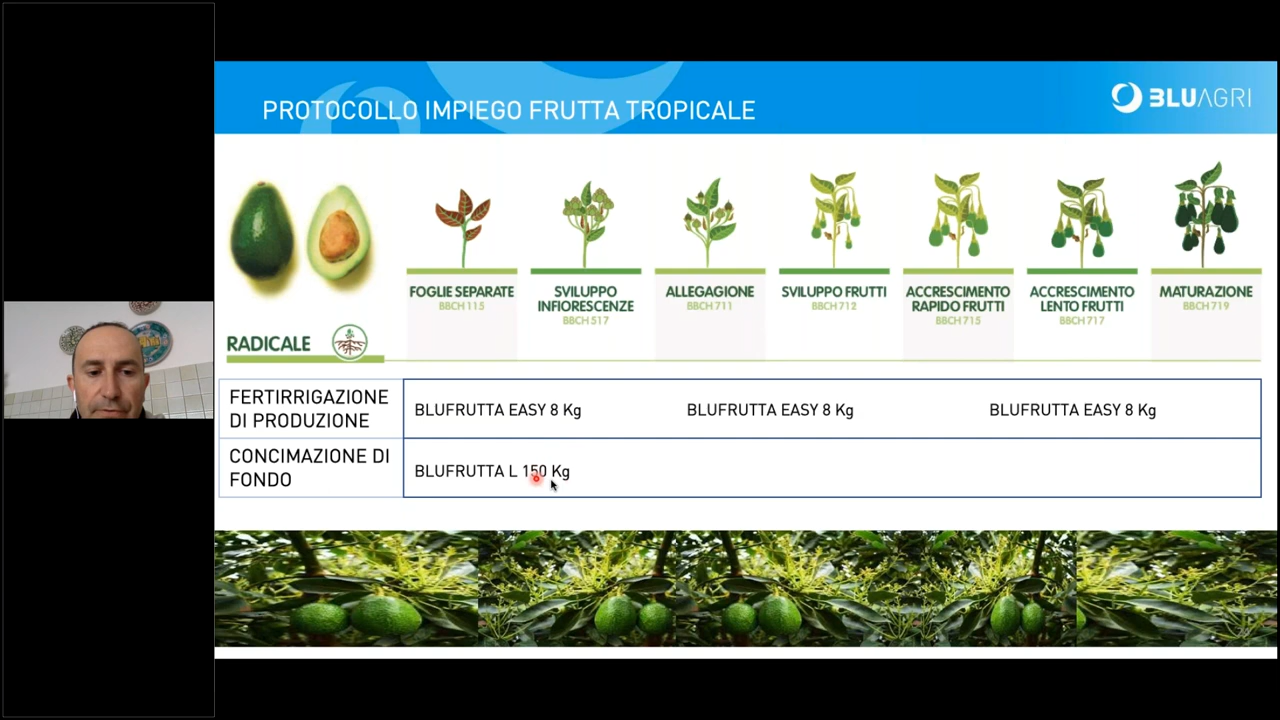 PROTOCOLLO IMPIEGO FRUTTA TROPICALE
BLUAGRI
FOGLIE SEPARATE
BBCH 115
SVILUPPO
INFIORESCENZE
BBCH 517
ALLEGAGIONE
BBCH 711
SVILUPPO FRUTTI
BBCH 712
ACCRESCIMENTO
RAPIDO FRUTTI
BBCH 715
ACCRESCIMENTO
LENTO FRUTTI
BBCH 717
MATURAZIONE
BBCH 719
RADICALE
FERTIRRIGAZIONE
DI PRODUZIONE
BLUFRUTTA EASY 8 Kg
BLUFRUTTA EASY 8 Kg
BLUFRUTTA EASY 8 Kg
CONCIMAZIONE DI
FONDO
BLUFRUTTA L 150 Kg